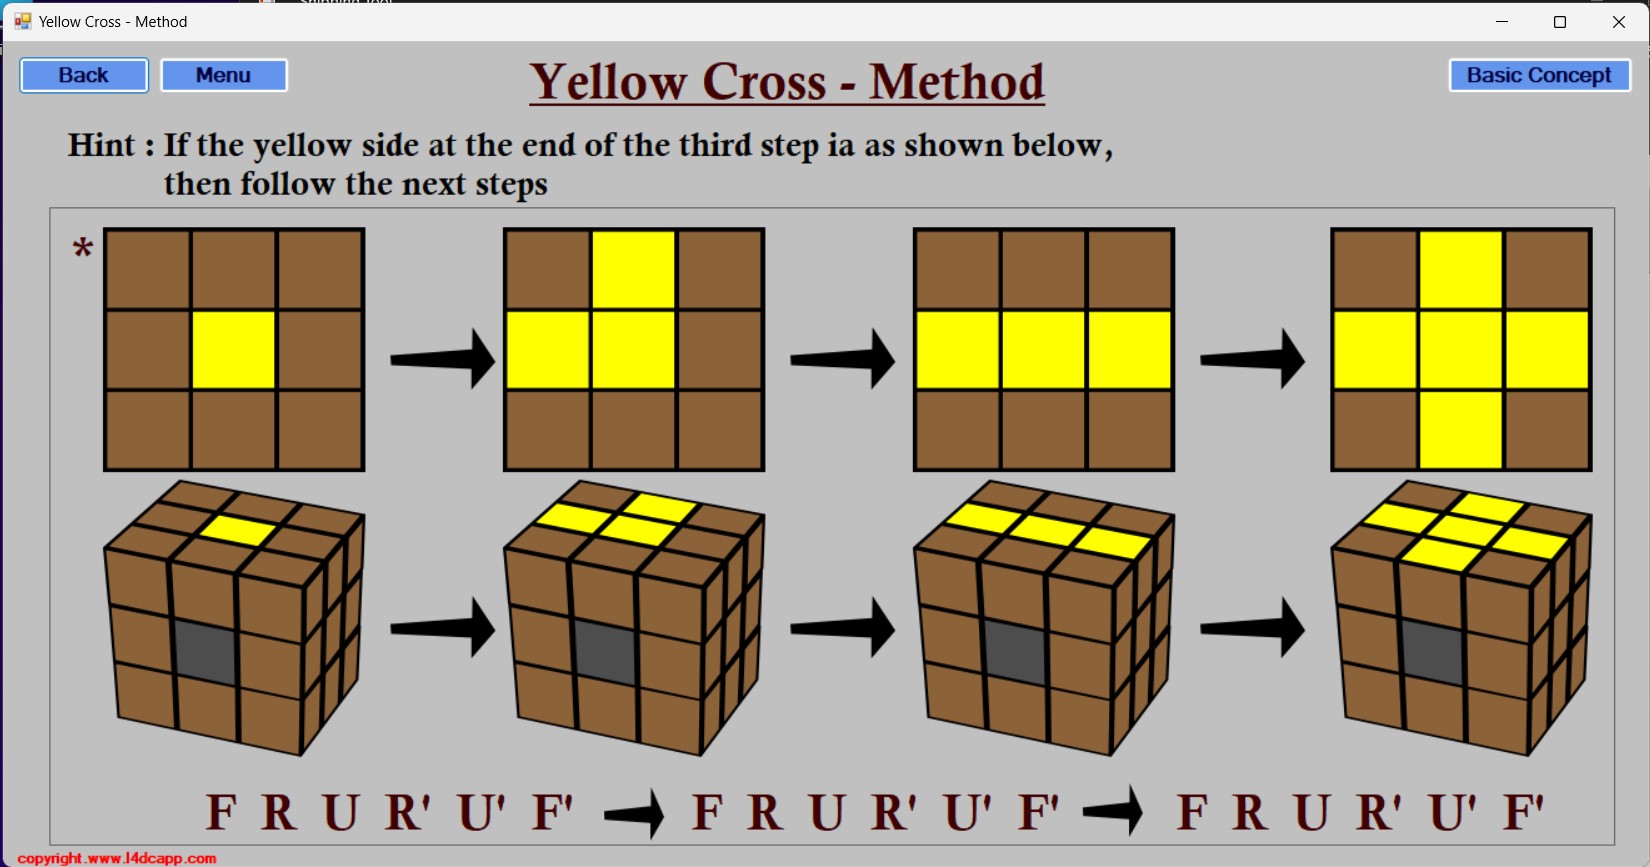 Yellow Cross - Method
Back
Menu
Yellow Cross - Method
Basic Concept
Hint : If the yellow side at the end of the third step ia as shown below,
then follow the next steps
*
F R U R' U' F' F R U R' U' F' F R U R' U' F'
copyright.www.l4dcapp.com